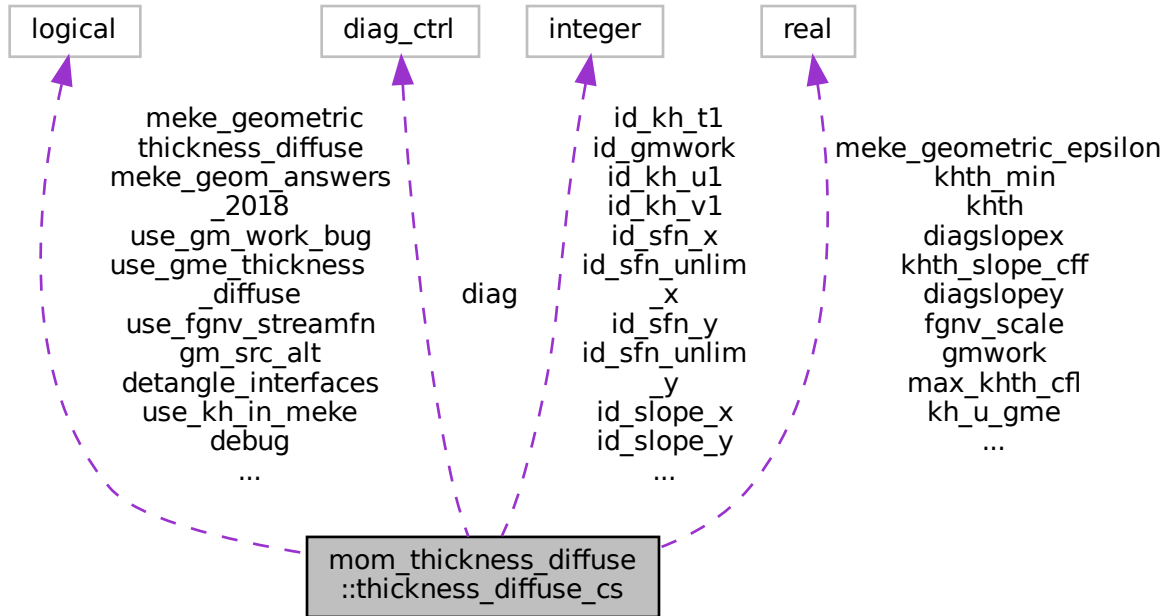 logical
diag_ctrl
integer
real
meke_geometric
thickness_diffuse
meke_geom_answers
_2018
use_gm_work_bug
use_gme_thickness
_diffuse
use_fgnv_streamfn
gm_src_alt
detangle_interfaces
use_kh_in_meke
debug
...
diag
id_kh_t1
id_gmwork
id_kh_u1
id_kh_v1
id_sfn_x
id_sfn_unlim
_x
id_sfn_y
id_sfn_unlim
_y
id_slope_x
id_slope_y
...
meke_geometric_epsilon
khth_min
khth
diagslopex
khth_slope_cff
diagslopey
fgnv_scale
gmwork
max_khth_cfl
kh_u_gme
...
mom_thickness_diffuse
::thickness_diffuse_cs